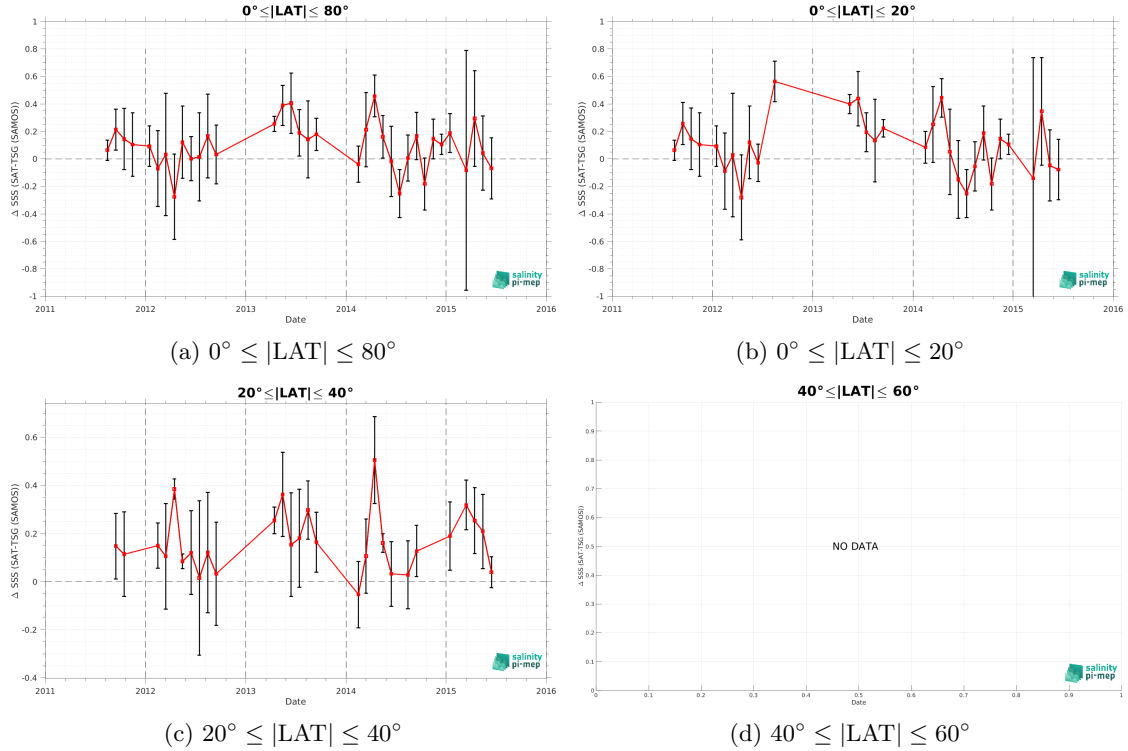 0°≤|LAT|≤ 80°
1
0.8
0.6
0.4
0.2
0
-0.2
-0.4
-0.6
-0.8
-1
Δ SSS (SAT-TSG (SAMOS))
2011
2012
2013
2014
2015
2016
Date
salinity
pi-mep
(a) 0° ≤ |LAT| ≤ 80°
0°≤|LAT|≤ 20°
1
0.8
0.6
0.4
0.2
0
-0.2
-0.4
-0.6
-0.8
-1
Δ SSS (SAT-TSG (SAMOS))
2011
2012
2013
2014
2015
2016
Date
salinity
pi-mep
(b) 0° ≤ |LAT| ≤ 20°
20°≤|LAT|≤ 40°
0.6
0.4
0.2
0
-0.2
-0.4
Δ SSS (SAT-TSG (SAMOS))
2011
2012
2013
2014
2015
2016
Date
salinity
pi-mep
(c) 20° ≤ |LAT| ≤ 40°
40°≤|LAT|≤ 60°
1
0.9
0.8
0.7
0.6
0.5
0.4
0.3
0.2
0.1
0
Δ SSS (SAT-TSG (SAMOS))
NO DATA
0
0.1
0.2
0.3
0.4
0.5
0.6
0.7
0.8
0.9
1
Date
salinity
pi-mep
(d) 40° ≤ |LAT| ≤ 60°